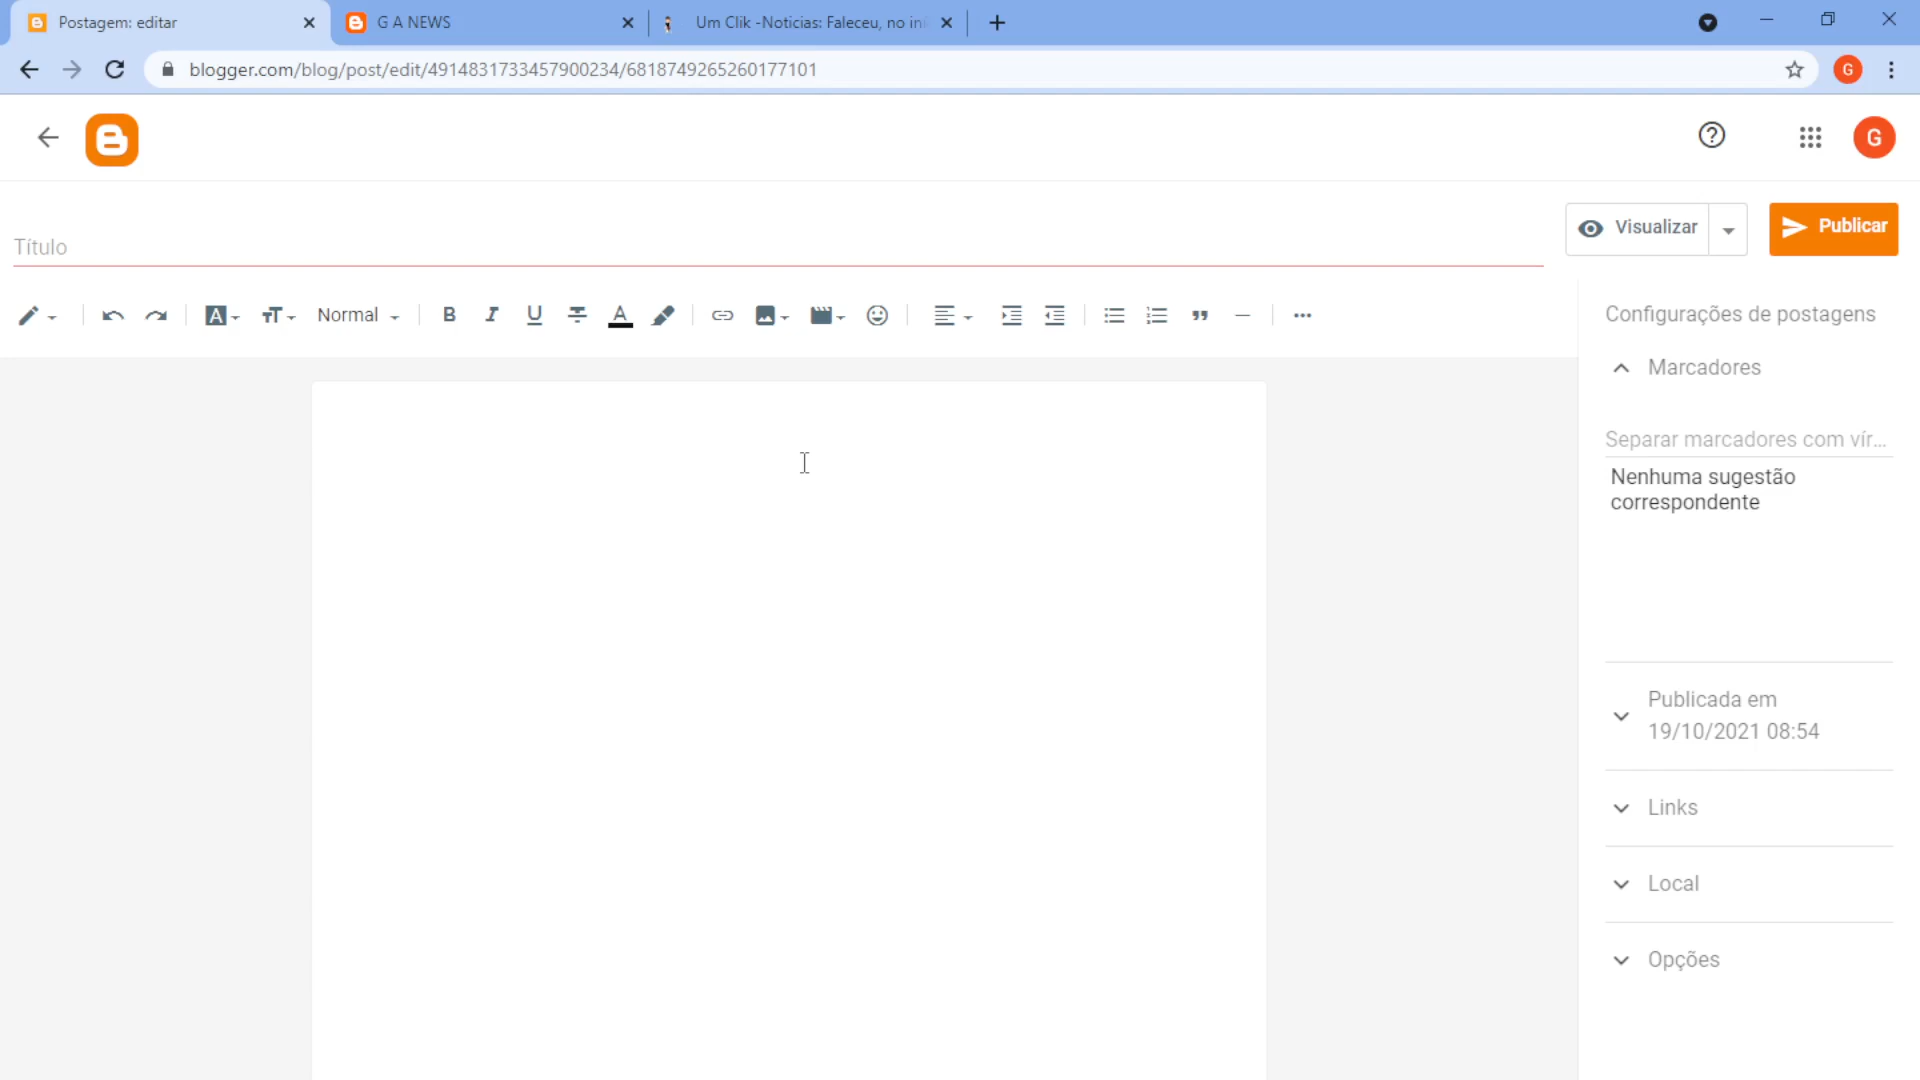 Postagem: editar
G A NEWS
Um Clik -Noticias: Faleceu, no in
blogger.com/blog/post/edit/4914831733457900234/6818749265260177101
G
G
Título
Visualizar
Publicar
Normal
B
I
U
A
Configurações de postagens
Marcadores
Separar marcadores com vír...
Nenhuma sugestão
correspondente
Publicada em
19/10/2021 08:54
Links
Local
Opções